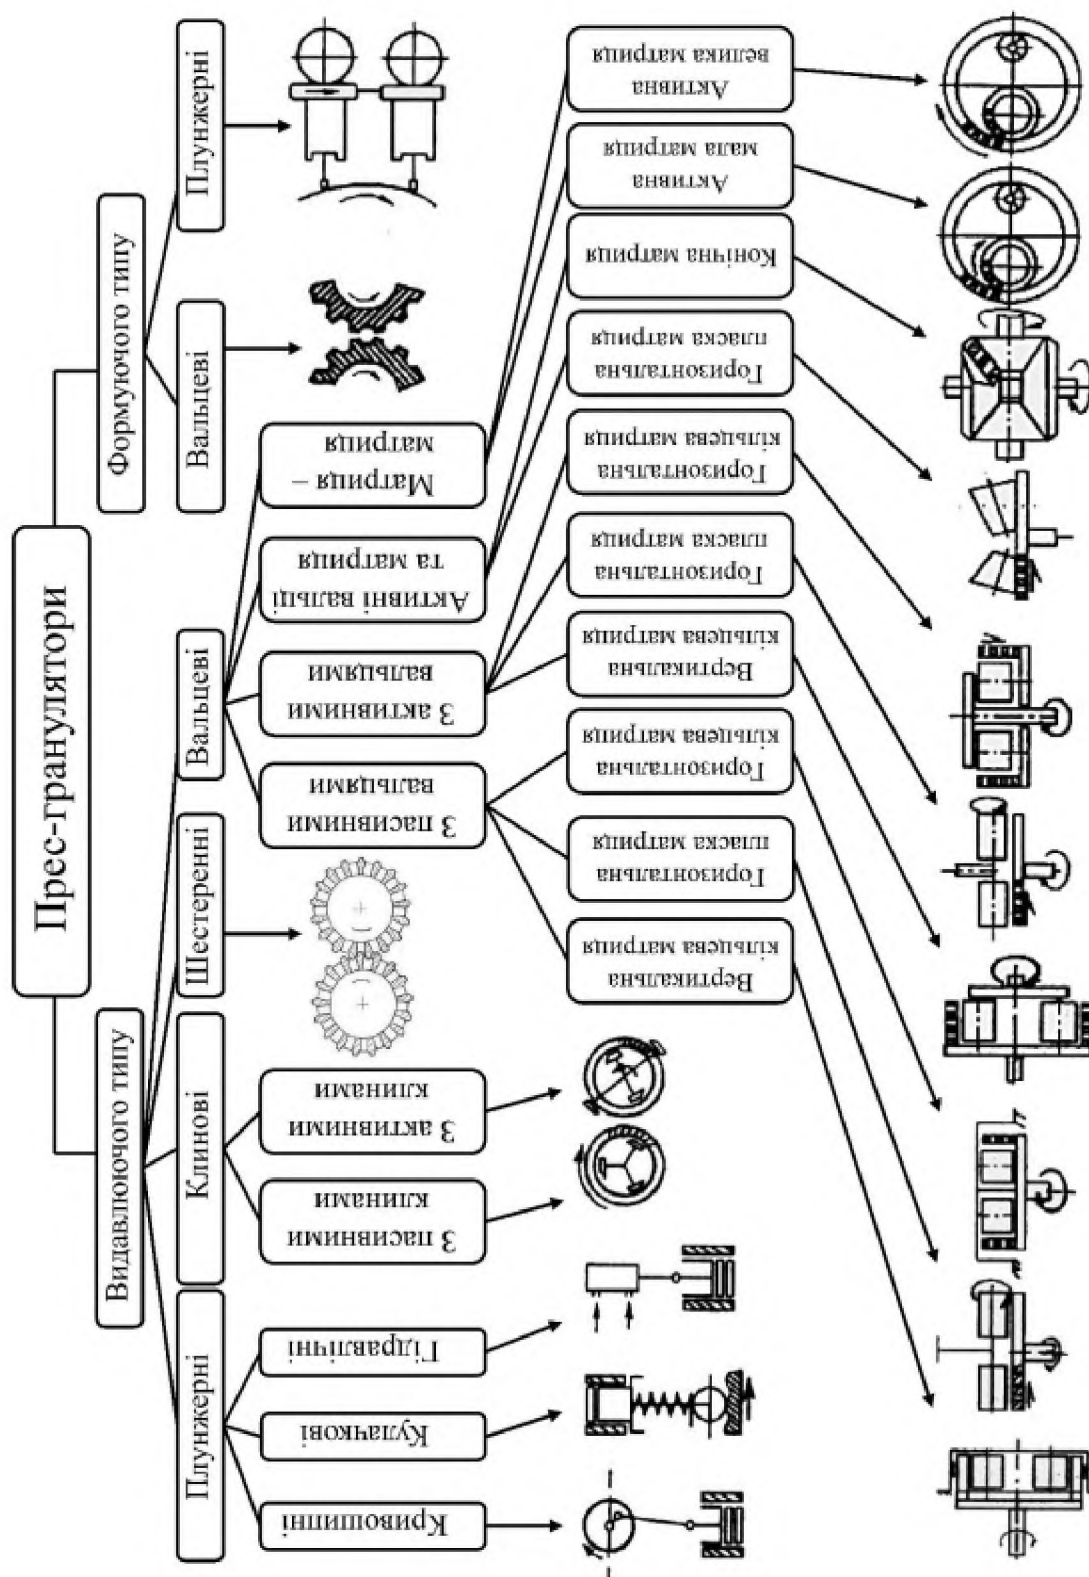 Прес-гранулятори
Видавлюючого типу
Формуючого типу
Плунжерні
Клинові
Шестеренні
Вальцеві
Вальцеві
Плунжерні
Кривошипні
Кулачкові
Гідравлічні
З пасивними
клинами
З активними
клинами
З пасивними
вальцями
З активними
вальцями
Активні вальці
та матриця
Матриця –
матриця
Вертикальна
кільцева матриця
Горизонтальна
пласка матриця
Горизонтальна
кільцева матриця
Вертикальна
кільцева матриця
Горизонтальна
пласка матриця
Горизонтальна
кільцева матриця
Горизонтальна
пласка матриця
Конічна матриця
Активна
мала матриця
Активна
велика матриця